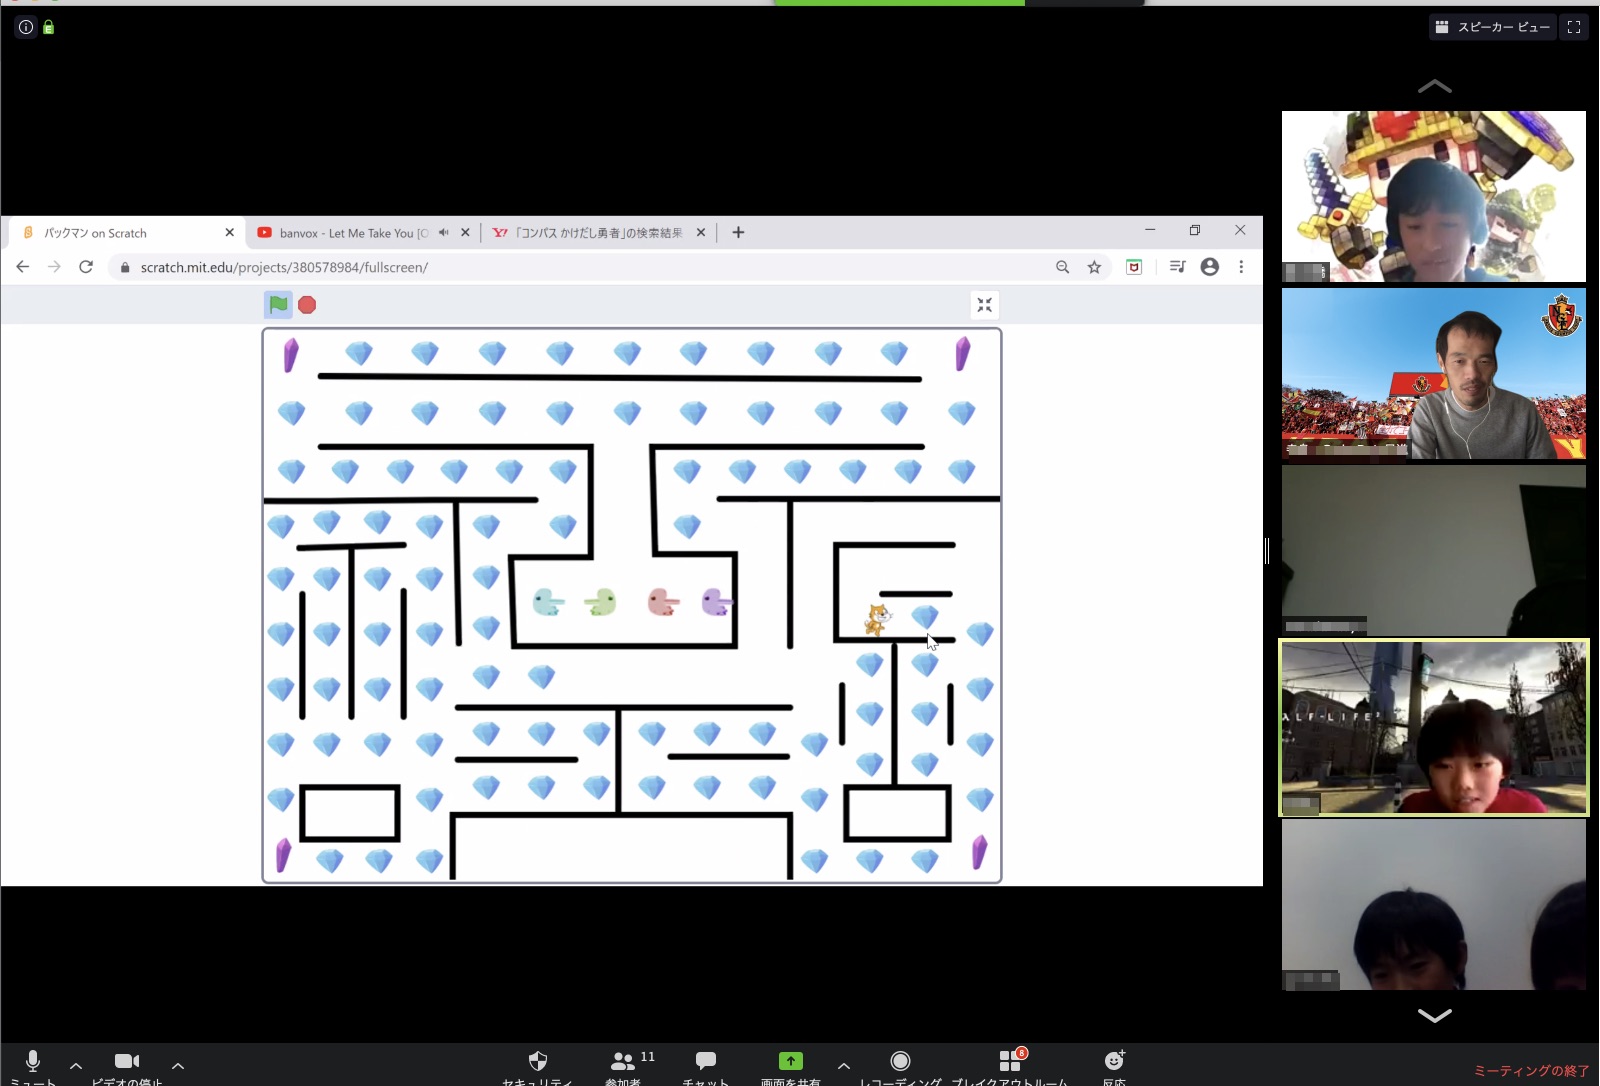 スピーカー ビュー
パックマン on Scratch
banvox - Let Me Take You [O
「コンパス かけだし勇者」の検索結果
scratch.mit.edu/projects/380578984/fullscreen/
HALF-LIFE²
ミュート
ビデオの停止
セキュリティ
参加者
11
チャット
画面を共有
レコーディング
ブレイクアウトルーム
8
反応
ミーティングの終了